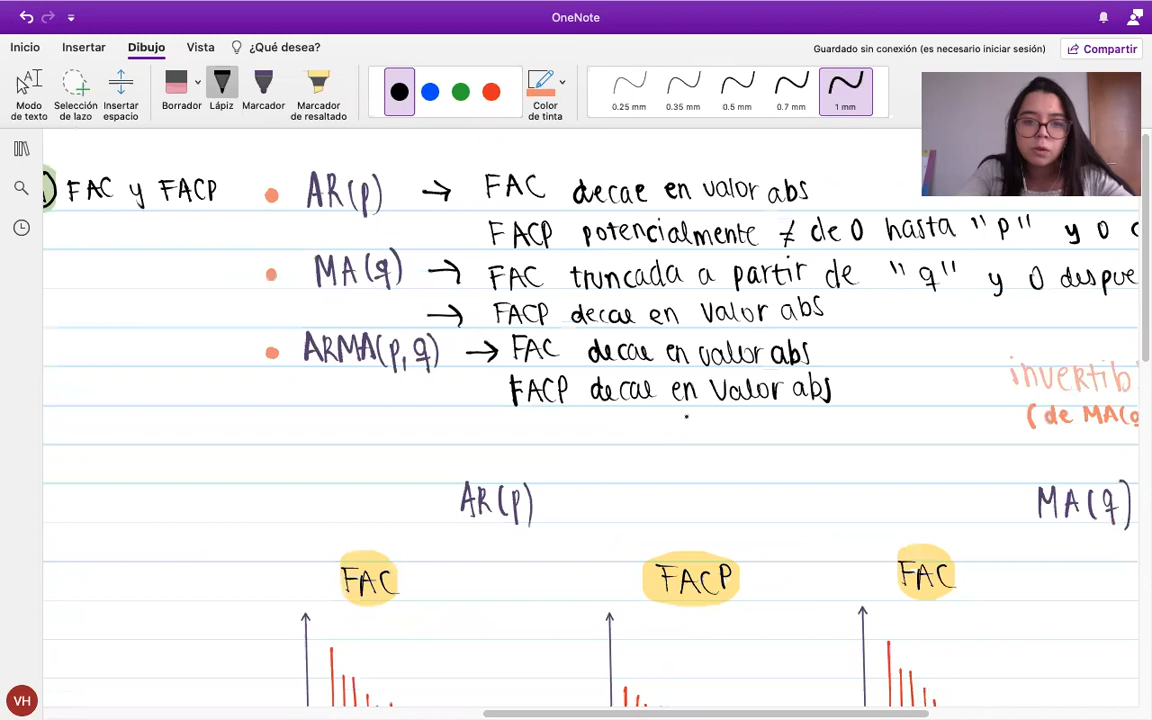 OneNote
Inicio Insertar Dibujo Vista ¿Qué desea?
Guardado sin conexión (es necesario iniciar sesión) Compartir
Modo de texto
Selección de lazo
Insertar espacio
Borrador
Lápiz
Marcador
Marcador de resaltado
Color de tinta
0.25 mm 0.35 mm 0.5 mm 0.7 mm 1 mm
FAC y FACP
AR(p) → FAC decae en valor abs
FACP potencialmente ≠ de 0 hasta "p" y 0
MA(q) → FAC truncada a partir de "q" y 0 despue
→ FACP decae en valor abs
ARMA(p,q) → FAC decae en valor abs
FACP decae en valor abs
invertib
(de MA(q
AR(p) MA(q)
FAC FACP FAC
VH